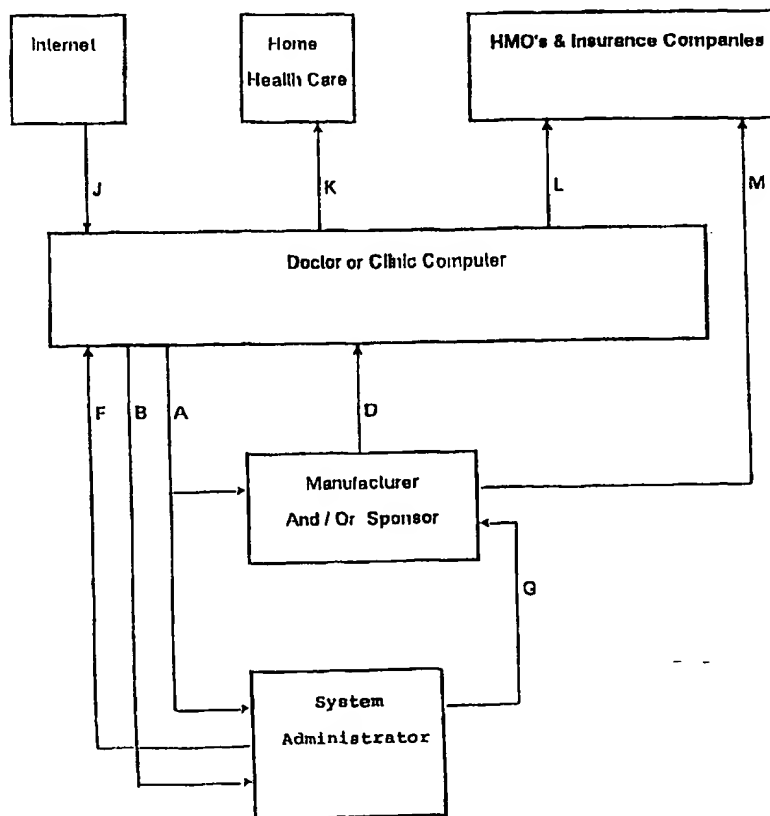 Internet
Home
Health Care
HMO's & Insurance Companies
J
K
L
M
Doctor or Clinic Computer
F
B
A
D
Manufacturer
And / Or Sponsor
G
System
Administrator